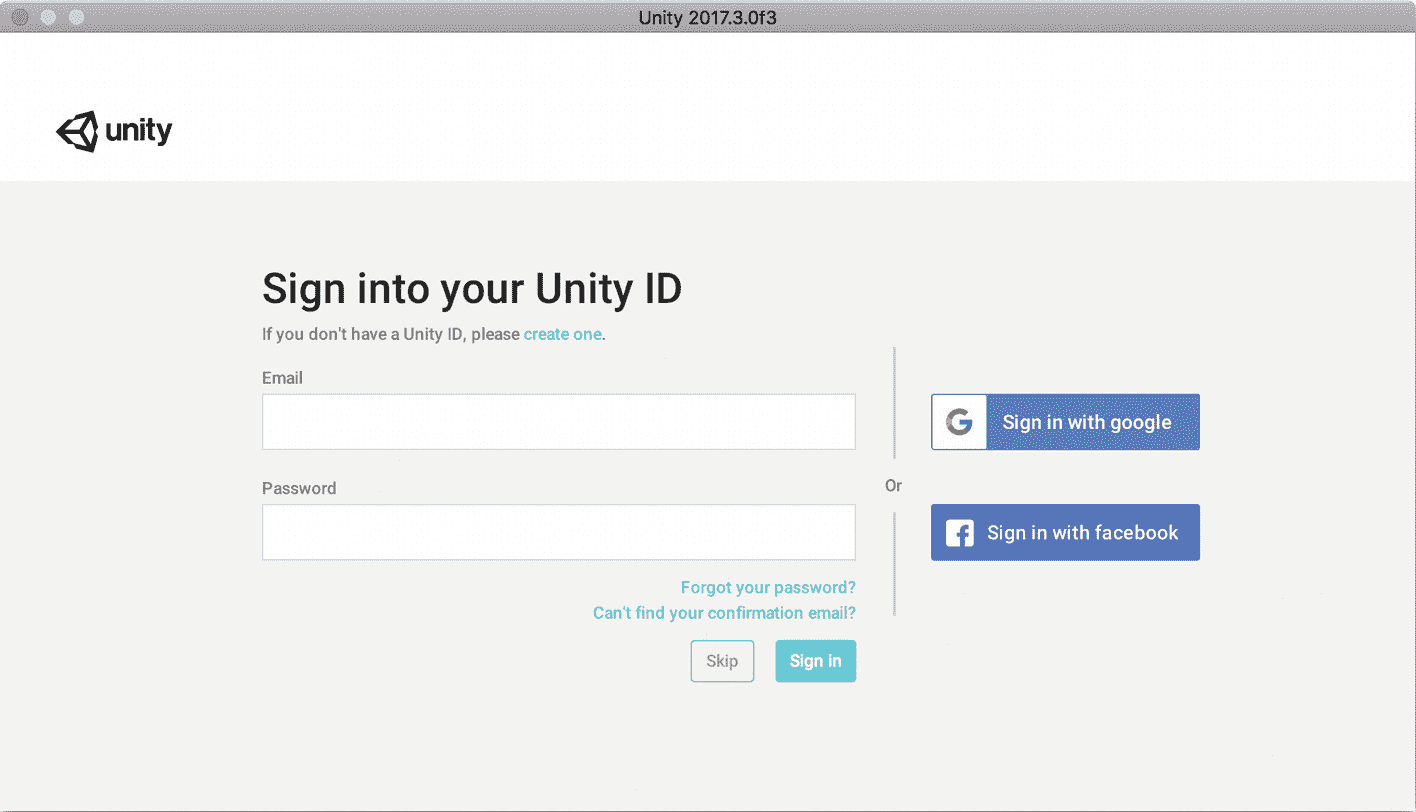 Unity 2017.3.0f3
unity
Sign into your Unity ID
If you don't have a Unity ID, please create one.
Email
Password
Forgot your password?
Can't find your confirmation email?
Skip
Sign in
Or
Sign in with google
Sign in with facebook